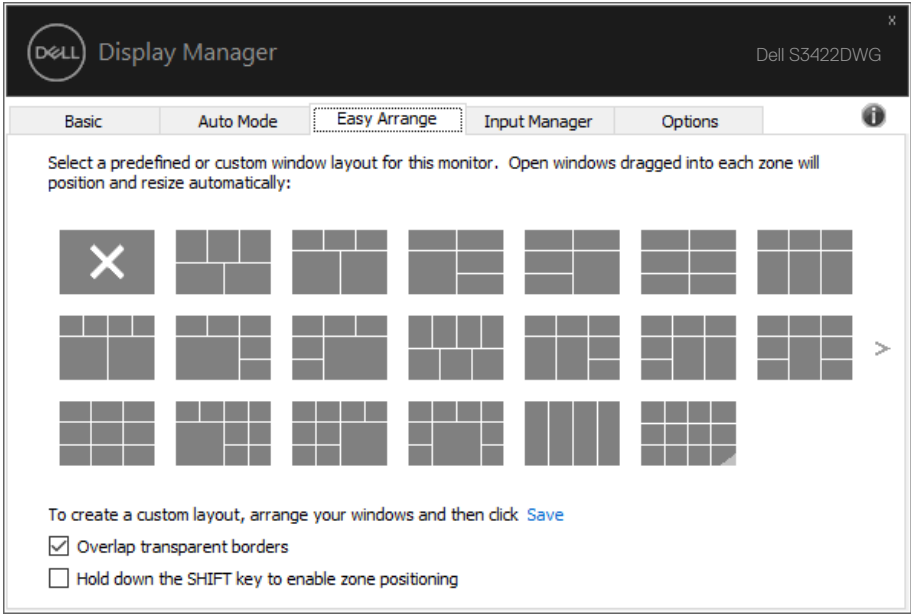 x
DELL Display Manager
Dell S3422DWG
Basic Auto Mode Easy Arrange Input Manager Options
Select a predefined or custom window layout for this monitor. Open windows dragged into each zone will
position and resize automatically:
>
To create a custom layout, arrange your windows and then click Save
Overlap transparent borders
Hold down the SHIFT key to enable zone positioning